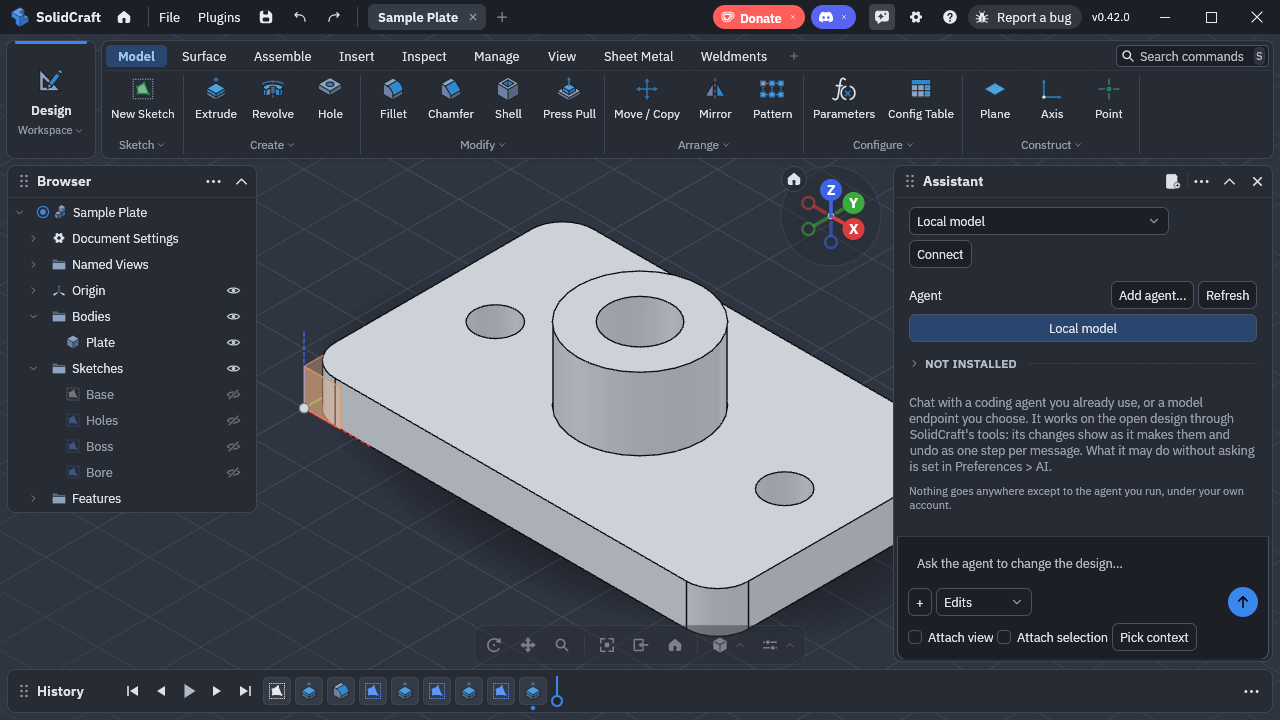 SolidCraft
File
Plugins
Sample Plate
Donate
Report a bug
v0.42.0
Design
Workspace
Model
Surface
Assemble
Insert
Inspect
Manage
View
Sheet Metal
Weldments
Search commands
S
New Sketch
Extrude
Revolve
Hole
Fillet
Chamfer
Shell
Press Pull
Move / Copy
Mirror
Pattern
Parameters
Config Table
Plane
Axis
Point
Sketch
Create
Modify
Arrange
Configure
Construct
Browser
Sample Plate
Document Settings
Named Views
Origin
Bodies
Plate
Sketches
Base
Holes
Boss
Bore
Features
Z
Y
X
Assistant
Local model
Connect
Agent
Add agent...
Refresh
Local model
NOT INSTALLED
Chat with a coding agent you already use, or a model
endpoint you choose. It works on the open design through
SolidCraft's tools: its changes show as it makes them and
undo as one step per message. What it may do without asking
is set in Preferences > AI.
Nothing goes anywhere except to the agent you run, under your own
account.
Ask the agent to change the design...
+
Edits
Attach view
Attach selection
Pick context
History